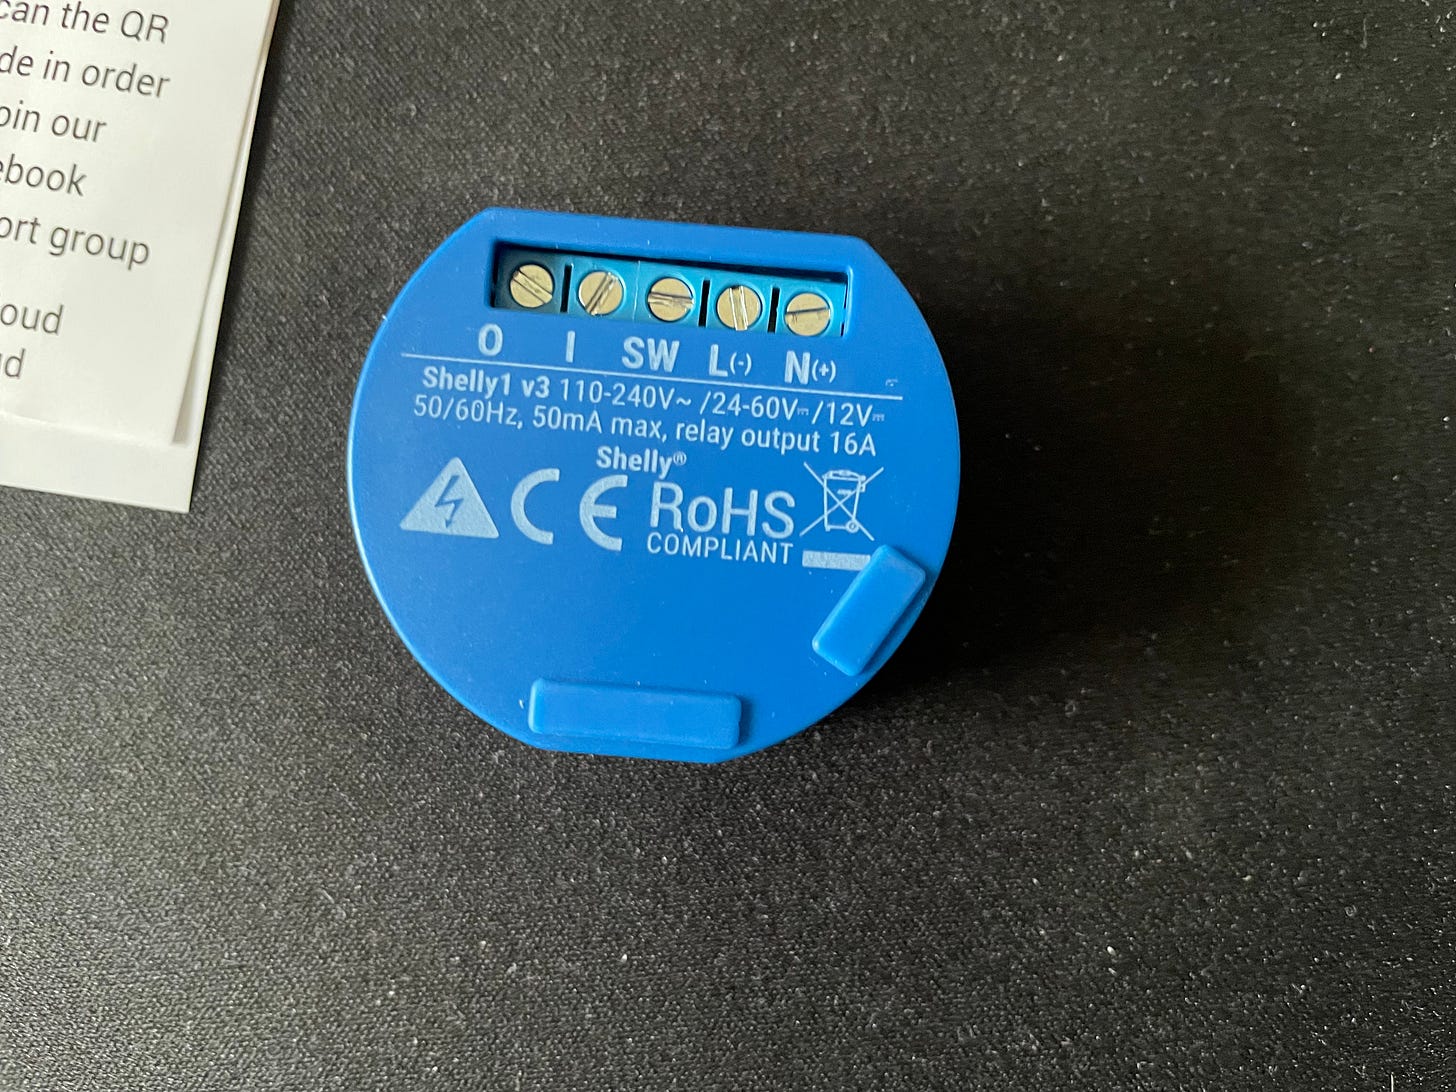 can the QR
de in order
oin our
ebook
ort group
oud
d
O I SW L(-) N(+)
Shelly1 v3 110-240V~ /24-60V⎓/12V⎓
50/60Hz, 50mA max, relay output 16A
Shelly®
CE RoHS
COMPLIANT